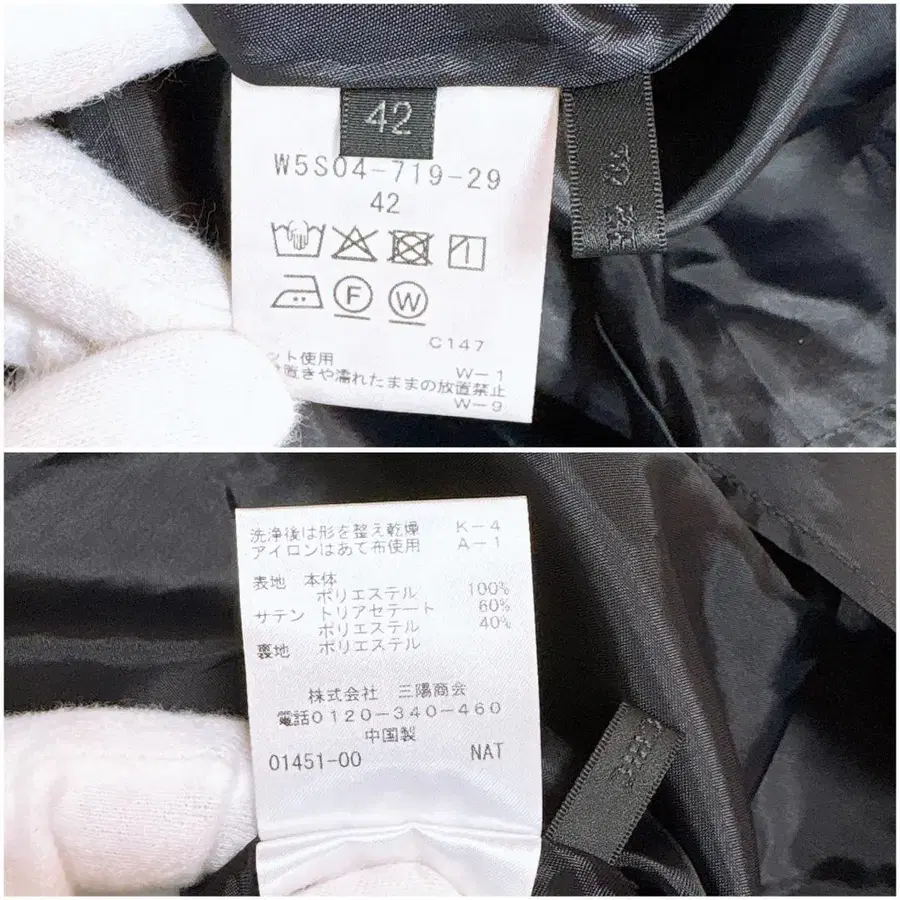 42
W5S04-719-29
42
F
W
C147
ント使用
W-1
置きや濡れたままの放置禁止
W-9
洗浄後は形を整え乾燥 K-4
アイロンはあて布使用 A-1
表地 本体
ポリエステル 100%
サテン トリアセテート 60%
ポリエステル 40%
裏地 ポリエステル
株式会社 三陽商会
電話0120-340-460
中国製
01451-00 NAT